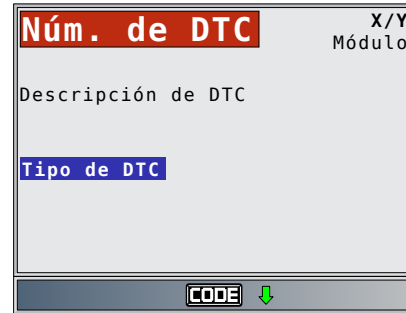 Núm. de DTC
X/Y
Módulo
Descripción de DTC
Tipo de DTC
CODE